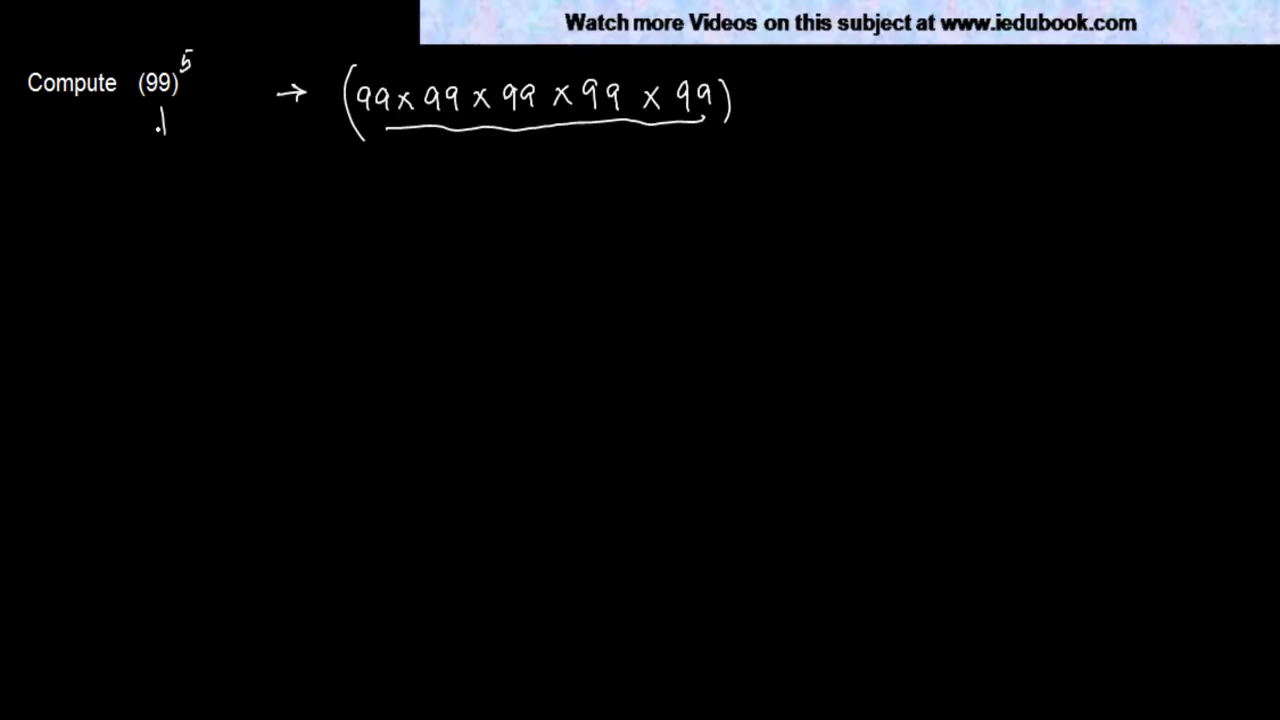 Watch more Videos on this subject at www.iedubook.com
Compute (99)^5 → (99 × 99 × 99 × 99 × 99)